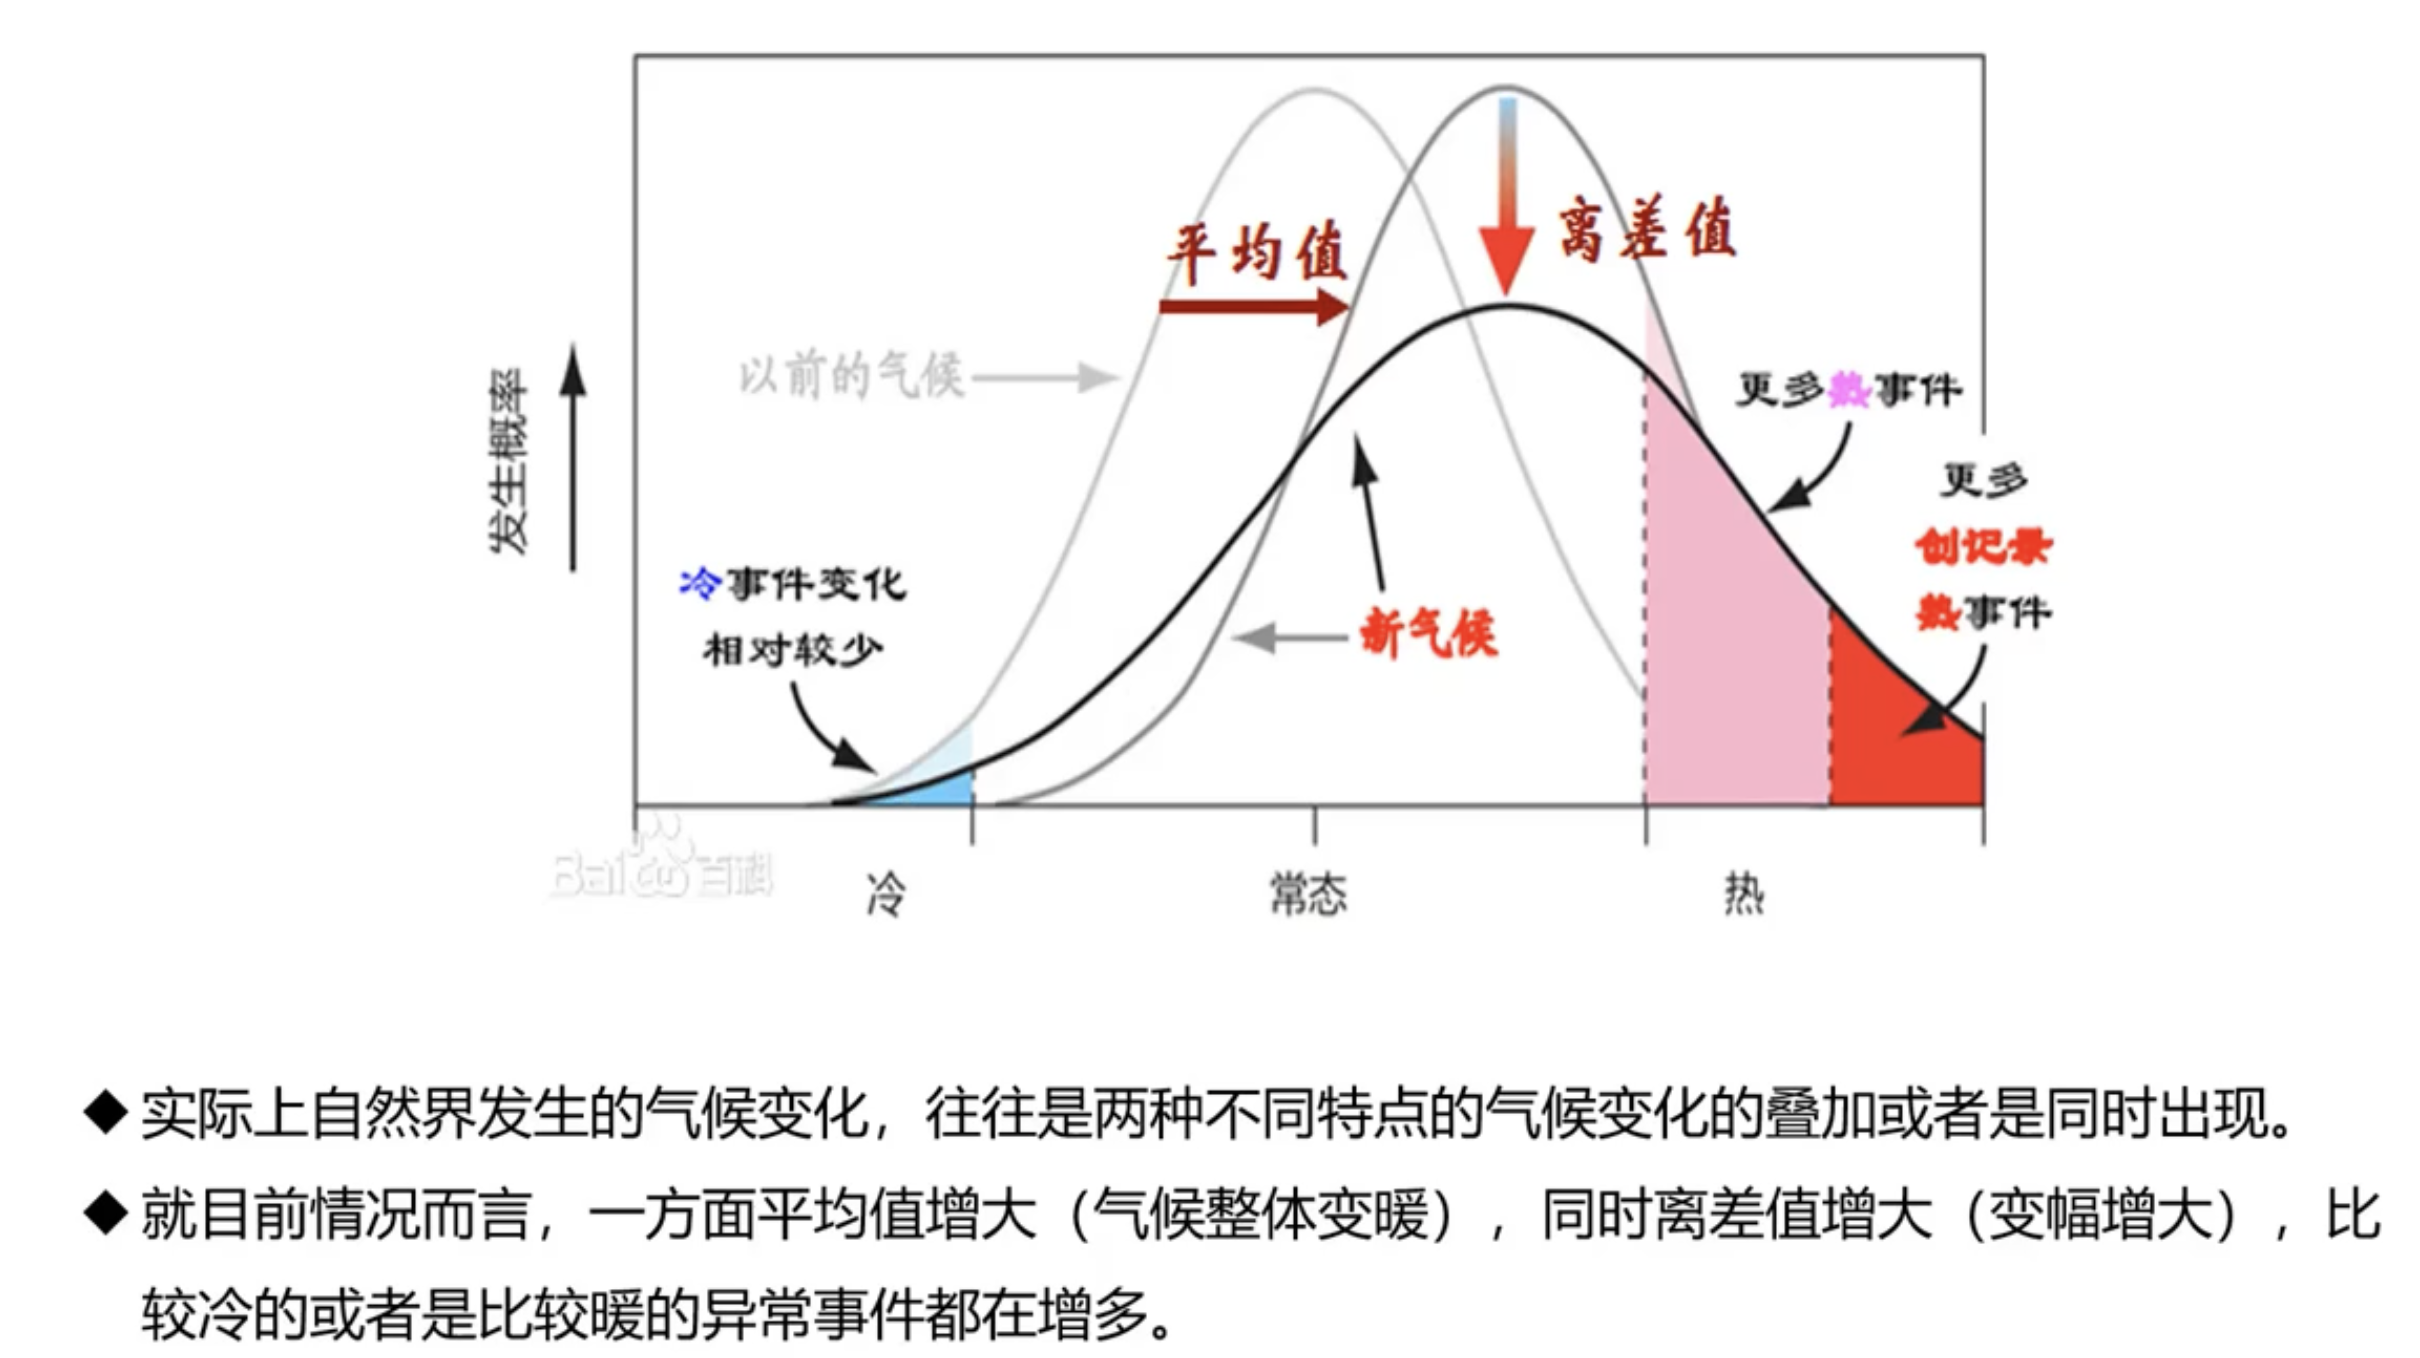 平均值
离差值
以前的气候
发生概率
更多热事件
更多
创记录
热事件
冷事件变化
相对较少
新气候
Bai 百科
冷
常态
热
◆实际上自然界发生的气候变化，往往是两种不同特点的气候变化的叠加或者是同时出现。
◆就目前情况而言，一方面平均值增大（气候整体变暖），同时离差值增大（变幅增大），比
较冷的或者是比较暖的异常事件都在增多。